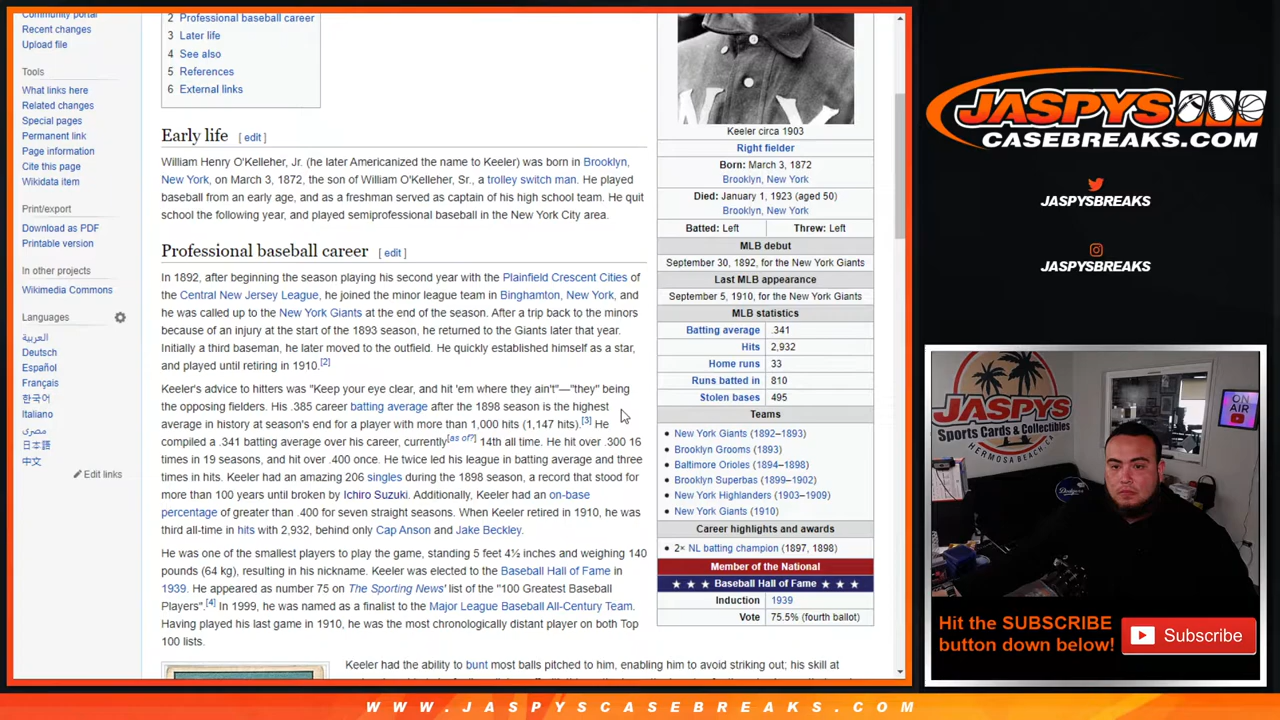 Community portal
Recent changes
Upload file
Tools
What links here
Related changes
Special pages
Permanent link
Page information
Cite this page
Wikidata item
Print/export
Download as PDF
Printable version
In other projects
Wikimedia Commons
Languages
العربية
Deutsch
Español
Français
한국어
Italiano
مصرى
日本語
中文
Edit links
2 Professional baseball career
3 Later life
4 See also
5 References
6 External links
Early life [ edit ]
William Henry O'Kelleher, Jr. (he later Americanized the name to Keeler) was born in Brooklyn,
New York, on March 3, 1872, the son of William O'Kelleher, Sr., a trolley switch man. He played
baseball from an early age, and as a freshman served as captain of his high school team. He quit
school the following year, and played semiprofessional baseball in the New York City area.
Professional baseball career [ edit ]
In 1892, after beginning the season playing his second year with the Plainfield Crescent Cities of
the Central New Jersey League, he joined the minor league team in Binghamton, New York, and
he was called up to the New York Giants at the end of the season. After a trip back to the minors
because of an injury at the start of the 1893 season, he returned to the Giants later that year.
Initially a third baseman, he later moved to the outfield. He quickly established himself as a star,
and played until retiring in 1910.[2]
Keeler's advice to hitters was "Keep your eye clear, and hit 'em where they ain't"—"they" being
the opposing fielders. His .385 career batting average after the 1898 season is the highest
average in history at season's end for a player with more than 1,000 hits (1,147 hits).[3] He
compiled a .341 batting average over his career, currently[as of?] 14th all time. He hit over .300 16
times in 19 seasons, and hit over .400 once. He twice led his league in batting average and three
times in hits. Keeler had an amazing 206 singles during the 1898 season, a record that stood for
more than 100 years until broken by Ichiro Suzuki. Additionally, Keeler had an on-base
percentage of greater than .400 for seven straight seasons. When Keeler retired in 1910, he was
third all-time in hits with 2,932, behind only Cap Anson and Jake Beckley.
He was one of the smallest players to play the game, standing 5 feet 4½ inches and weighing 140
pounds (64 kg), resulting in his nickname. Keeler was elected to the Baseball Hall of Fame in
1939. He appeared as number 75 on The Sporting News' list of the "100 Greatest Baseball
Players".[4] In 1999, he was named as a finalist to the Major League Baseball All-Century Team.
Having played his last game in 1910, he was the most chronologically distant player on both Top
100 lists.
Keeler had the ability to bunt most balls pitched to him, enabling him to avoid striking out; his skill at
N Y
Keeler circa 1903
Right fielder
Born: March 3, 1872
Brooklyn, New York
Died: January 1, 1923 (aged 50)
Brooklyn, New York
Batted: Left Threw: Left
MLB debut
September 30, 1892, for the New York Giants
Last MLB appearance
September 5, 1910, for the New York Giants
MLB statistics
Batting average .341
Hits 2,932
Home runs 33
Runs batted in 810
Stolen bases 495
Teams
New York Giants (1892–1893)
Brooklyn Grooms (1893)
Baltimore Orioles (1894–1898)
Brooklyn Superbas (1899–1902)
New York Highlanders (1903–1909)
New York Giants (1910)
Career highlights and awards
2× NL batting champion (1897, 1898)
Member of the National
Baseball Hall of Fame
Induction 1939
Vote 75.5% (fourth ballot)
JASPYS
CASEBREAKS.COM
JASPYSBREAKS
JASPYSBREAKS
JASPYS
Sports Cards & Collectibles
HERMOSA BEACH, CA
ON AIR
Dodgers
Hit the SUBSCRIBE
button down below!
Subscribe
WWW.JASPYSCASEBREAKS.COM